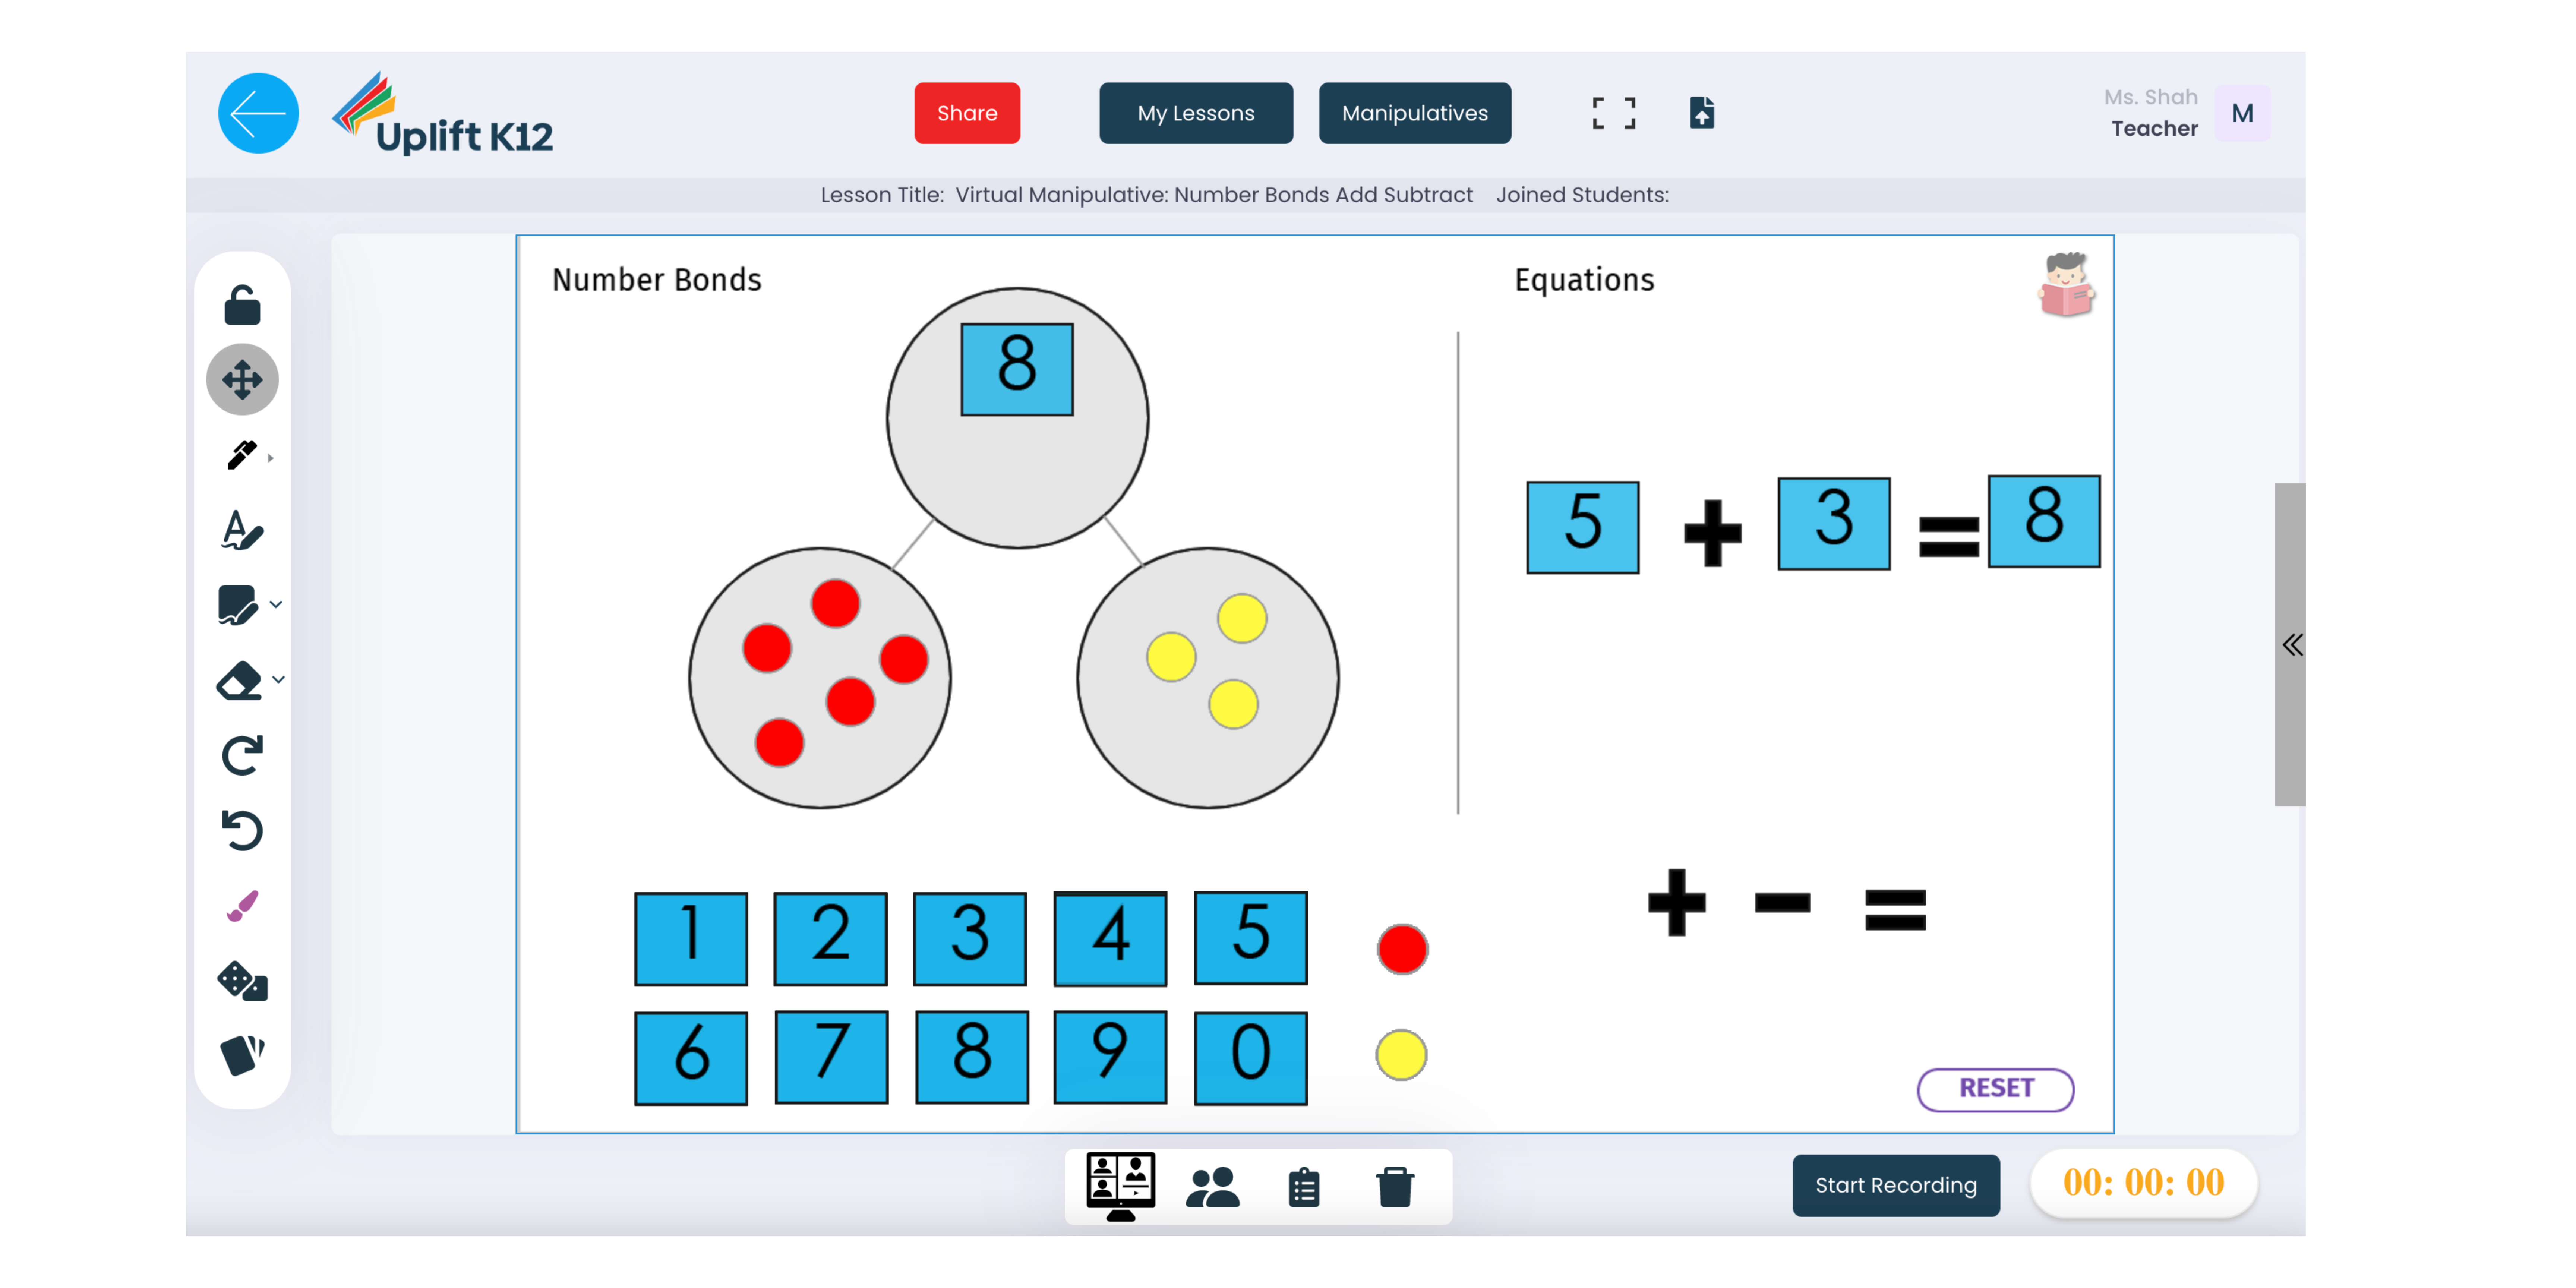 Uplift K12
Share
My Lessons
Manipulatives
Ms. Shah
Teacher
M
Lesson Title: Virtual Manipulative: Number Bonds Add Subtract Joined Students:
Number Bonds
Equations
8
5 + 3 = 8
1 2 3 4 5
+ − =
6 7 8 9 0
RESET
Start Recording
00: 00: 00